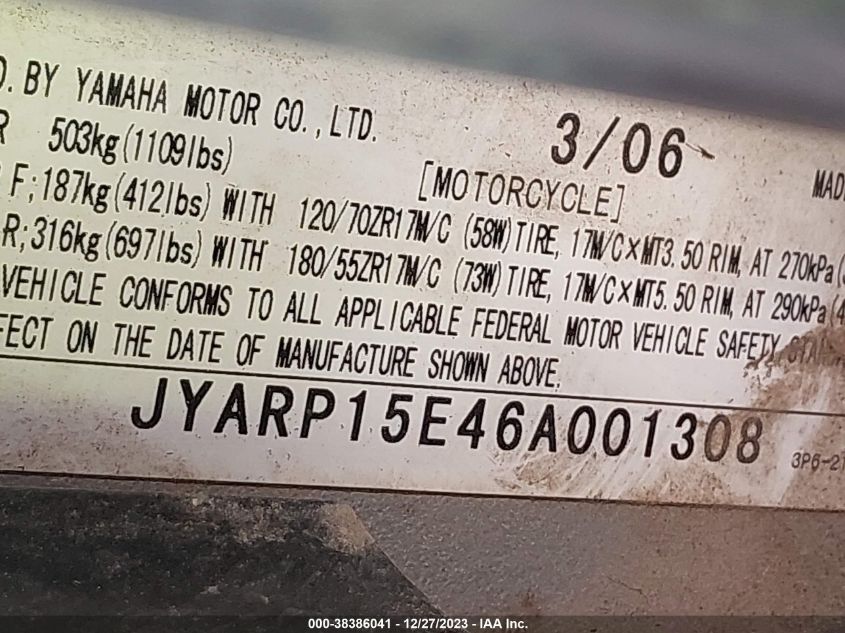 D. BY YAMAHA MOTOR CO., LTD.
3/06
R 503kg(1109lbs) [MOTORCYCLE] MADE
F;187kg(412lbs) WITH 120/70ZR17M/C (58W)TIRE, 17M/C×MT3.50 RIM, AT 270kPa(
R;316kg(697lbs) WITH 180/55ZR17M/C (73W)TIRE, 17M/C×MT5.50 RIM, AT 290kPa(4
VEHICLE CONFORMS TO ALL APPLICABLE FEDERAL MOTOR VEHICLE SAFETY
FECT ON THE DATE OF MANUFACTURE SHOWN ABOVE.
JYARP15E46A001308
3P6-21
000-38386041 - 12/27/2023 - IAA Inc.